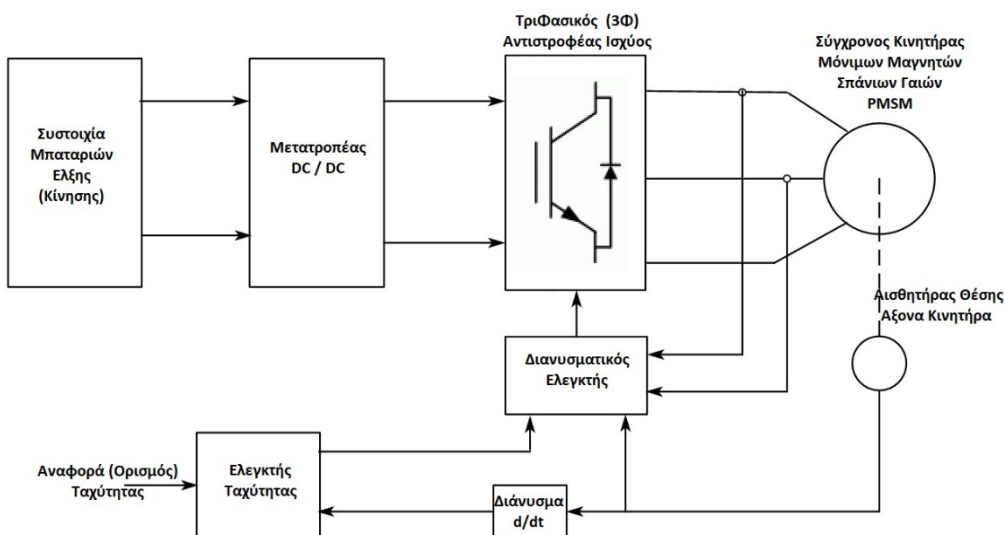 ΤριΦασικός (3Φ)
Αντιστροφέας Ισχύος
Σύγχρονος Κινητήρας
Μόνιμων Μαγνητών
Σπάνιων Γαιών
PMSM
Συστοιχία
Μπαταριών
Ελξης
(Κίνησης)
Μετατροπέας
DC / DC
Αισθητήρας Θέσης
Αξονα Κινητήρα
Διανυσματικός
Ελεγκτής
Αναφορά (Ορισμός)
Ταχύτητας
Ελεγκτής
Ταχύτητας
Διάνυσμα
d/dt